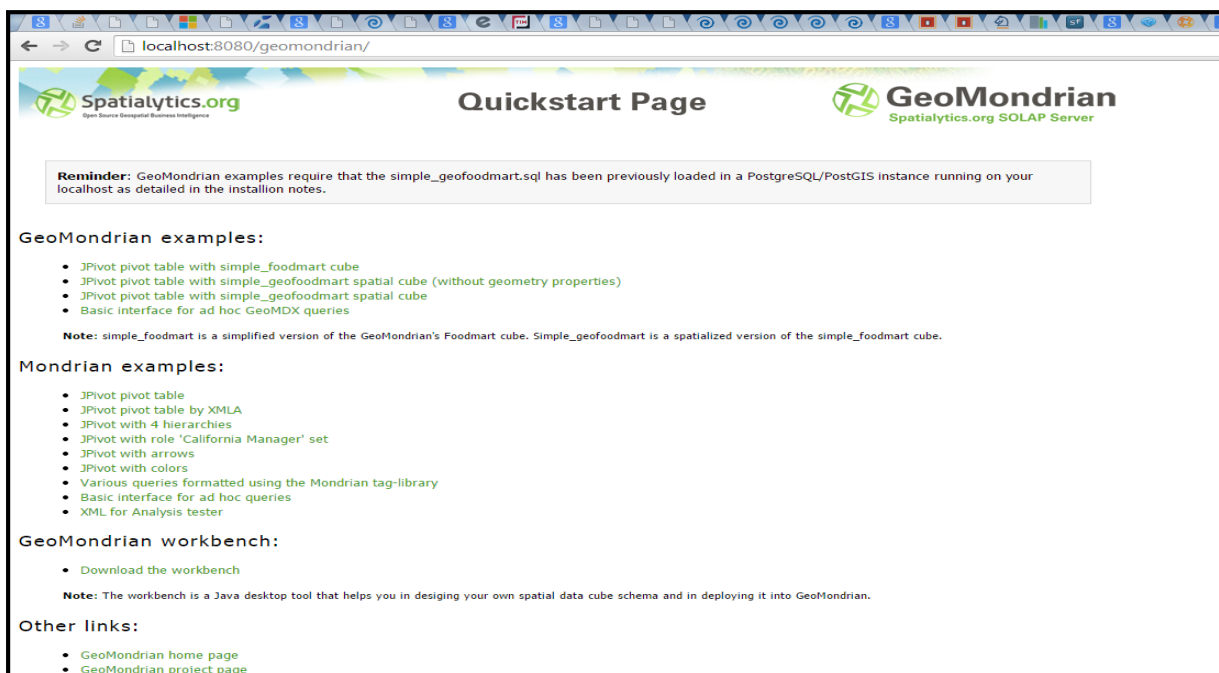 localhost:8080/geomondrian/
Spatialytics.org
Open Source Geospatial Business Intelligence
Quickstart Page
GeoMondrian
Spatialytics.org SOLAP Server
Reminder: GeoMondrian examples require that the simple_geofoodmart.sql has been previously loaded in a PostgreSQL/PostGIS instance running on your
localhost as detailed in the installion notes.
GeoMondrian examples:
JPivot pivot table with simple_foodmart cube
JPivot pivot table with simple_geofoodmart spatial cube (without geometry properties)
JPivot pivot table with simple_geofoodmart spatial cube
Basic interface for ad hoc GeoMDX queries
Note: simple_foodmart is a simplified version of the GeoMondrian's Foodmart cube. Simple_geofoodmart is a spatialized version of the simple_foodmart cube.
Mondrian examples:
JPivot pivot table
JPivot pivot table by XMLA
JPivot with 4 hierarchies
JPivot with role 'California Manager' set
JPivot with arrows
JPivot with colors
Various queries formatted using the Mondrian tag-library
Basic interface for ad hoc queries
XML for Analysis tester
GeoMondrian workbench:
Download the workbench
Note: The workbench is a Java desktop tool that helps you in desiging your own spatial data cube schema and in deploying it into GeoMondrian.
Other links:
GeoMondrian home page
GeoMondrian project page